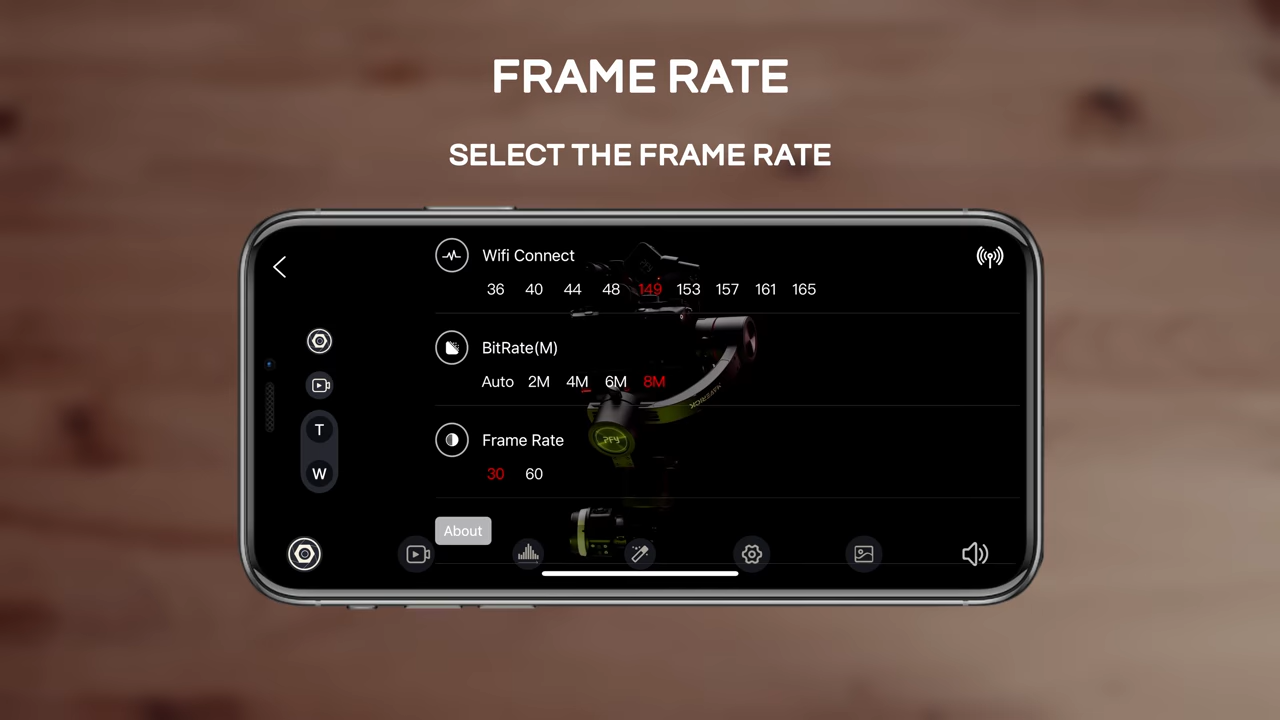 FRAME RATE
SELECT THE FRAME RATE
Wifi Connect
36 40 44 48 149 153 157 161 165
BitRate(M)
Auto 2M 4M 6M 8M
Frame Rate
30 60
T
W
About